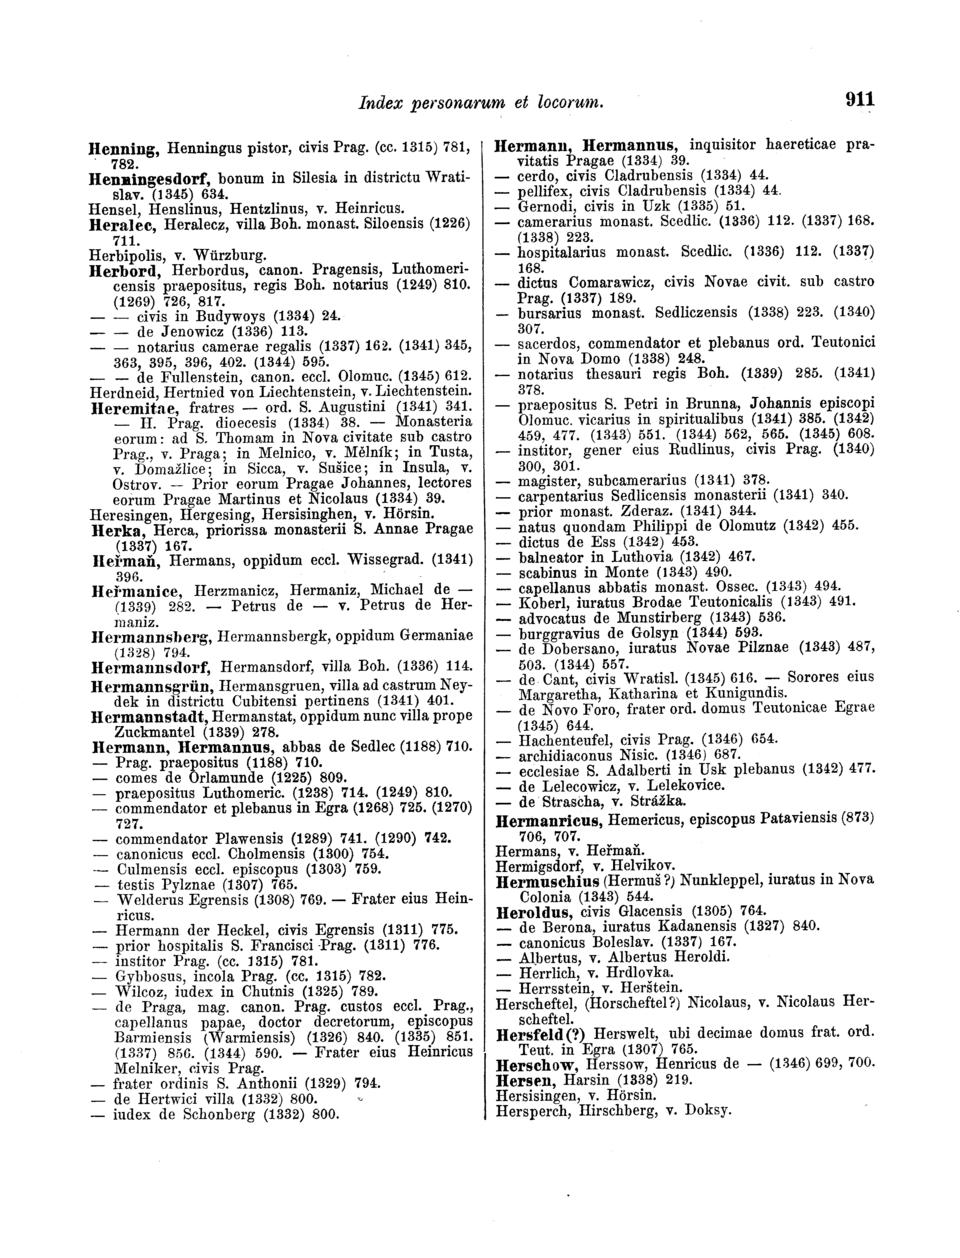 Index personarum et locorum.
911
Henning, Henningus pistor, civis Prag. (cc. 1315) 781,
782.
Henningesdorf, bonum in Silesia in districtu Wrati-
slav. (1345) 634.
Hensel, Henslinus, Hentzlinus, v. Heinricus.
Heralec, Heralecz, villa Boh. monast. Siloensis (1226)
711.
Herbipolis, v. Würzburg.
Herbord, Herbordus, canon. Pragensis, Luthomeri-
censis praepositus, regis Boh. notarius (1249) 810.
(1269) 726, 817.
— — civis in Budywoys (1334) 24.
— — de Jenowicz (1336) 113.
— — notarius camerae regalis (1337) 162. (1341) 345,
363, 395, 396, 402. (1344) 595.
— — de Fullenstein, canon. eccl. Olomuc. (1345) 612.
Herdneid, Hertnied von Liechtenstein, v. Liechtenstein.
Heremitae, fratres — ord. S. Augustini (1341) 341.
— H. Prag. dioecesis (1334) 38. — Monasteria
eorum: ad S. Thomam in Nova civitate sub castro
Prag., v. Praga; in Melnico, v. Mělník; in Tusta,
v. Domažlice; in Sicca, v. Sušice; in Insula, v.
Ostrov. — Prior eorum Pragae Johannes, lectores
eorum Pragae Martinus et Nicolaus (1334) 39.
Heresingen, Hergesing, Hersisinghen, v. Hörsin.
Herka, Herca, priorissa monasterii S. Annae Pragae
(1337) 167.
Heřmaň, Hermans, oppidum eccl. Wissegrad. (1341)
396.
Heřmanice, Herzmanicz, Hermaniz, Michael de —
(1339) 282. — Petrus de — v. Petrus de Her-
maniz.
Hermannsberg, Hermannsbergk, oppidum Germaniae
(1328) 794.
Hermannsdorf, Hermansdorf, villa Boh. (1336) 114.
Hermannsgrün, Hermansgruen, villa ad castrum Ney-
dek in districtu Cubitensi pertinens (1341) 401.
Hermannstadt, Hermanstat, oppidum nunc villa prope
Zuckmantel (1339) 278.
Hermann, Hermannus, abbas de Sedlec (1188) 710.
— Prag. praepositus (1188) 710.
— comes de Orlamunde (1225) 809.
— praepositus Luthomeric. (1238) 714. (1249) 810.
— commendator et plebanus in Egra (1268) 725. (1270)
727.
— commendator Plawensis (1289) 741. (1290) 742.
— canonicus eccl. Cholmensis (1300) 754.
— Culmensis eccl. episcopus (1303) 759.
— testis Pylznae (1307) 765.
— Welderus Egrensis (1308) 769. — Frater eius Hein-
ricus.
— Hermann der Heckel, civis Egrensis (1311) 775.
— prior hospitalis S. Francisci Prag. (1311) 776.
— institor Prag. (cc. 1315) 781.
— Gybbosus, incola Prag. (cc. 1315) 782.
— Wilcoz, iudex in Chutnis (1325) 789.
— de Praga, mag. canon. Prag. custos eccl. Prag.,
capellanus papae, doctor decretorum, episcopus
Barmiensis (Warmiensis) (1326) 840. (1335) 851.
(1337) 856. (1344) 590. — Frater eius Heinricus
Melniker, civis Prag.
— frater ordinis S. Anthonii (1329) 794.
— de Hertwici villa (1332) 800.
— iudex de Schonberg (1332) 800.
Hermann, Hermannus, inquisitor haereticae pra-
vitatis Pragae (1334) 39.
— cerdo, civis Cladrubensis (1334) 44.
— pellifex, civis Cladrubensis (1334) 44.
— Gernodi, civis in Uzk (1335) 51.
— camerarius monast. Scedlic. (1336) 112. (1337) 168.
(1338) 223.
— hospitalarius monast. Scedlic. (1336) 112. (1337)
168.
— dictus Comarawicz, civis Novae civit. sub castro
Prag. (1337) 189.
— bursarius monast. Sedliczensis (1338) 223. (1340)
307.
— sacerdos, commendator et plebanus ord. Teutonici
in Nova Domo (1338) 248.
— notarius thesauri regis Boh. (1339) 285. (1341)
378.
— praepositus S. Petri in Brunna, Johannis episcopi
Olomuc. vicarius in spiritualibus (1341) 385. (1342)
459, 477. (1343) 551. (1344) 562, 565. (1345) 608.
— institor, gener eius Rudlinus, civis Prag. (1340)
300, 301.
— magister, subcamerarius (1341) 378.
— carpentarius Sedlicensis monasterii (1341) 340.
— prior monast. Zderaz. (1341) 344.
— natus quondam Philippi de Olomutz (1342) 455.
— dictus de Ess (1342) 453.
— balneator in Luthovia (1342) 467.
— scabinus in Monte (1343) 490.
— capellanus abbatis monast. Ossec. (1343) 494.
— Koberl, iuratus Brodae Teutonicalis (1343) 491.
— advocatus de Munstirberg (1343) 536.
— burggravius de Golsyn (1344) 593.
— de Dobersano, iuratus Novae Pilznae (1343) 487,
503. (1344) 557.
— de Cant, civis Wratisl. (1345) 616. — Sorores eius
Margaretha, Katharina et Kunigundis.
— de Novo Foro, frater ord. domus Teutonicae Egrae
(1345) 644.
— Hachenteufel, civis Prag. (1346) 654.
— archidiaconus Nisic. (1346) 687.
— ecclesiae S. Adalberti in Usk plebanus (1342) 477.
— de Lelecowicz, v. Lelekovice.
— de Strascha, v. Strážka.
Hermanricus, Hemericus, episcopus Pataviensis (873)
706, 707.
Hermans, v. Heřmaň.
Hermigsdorf, v. Helvikov.
Hermuschius (Hermuš?) Nunkleppel, iuratus in Nova
Colonia (1343) 544.
Heroldus, civis Glacensis (1305) 764.
— de Berona, iuratus Kadanensis (1327) 840.
— canonicus Boleslav. (1337) 167.
— Albertus, v. Albertus Heroldi.
— Herrlich, v. Hrdlovka.
— Herrsstein, v. Herštein.
Herscheftel, (Horscheftel?) Nicolaus, v. Nicolaus Her-
scheftel.
Hersfeld(?) Herswelt, ubi decimae domus frat. ord.
Teut. in Egra (1307) 765.
Herschow, Herssow, Henricus de — (1346) 699, 700.
Hersen, Harsin (1338) 219.
Hersisingen, v. Hörsin.
Hersperch, Hirschberg, v. Doksy.